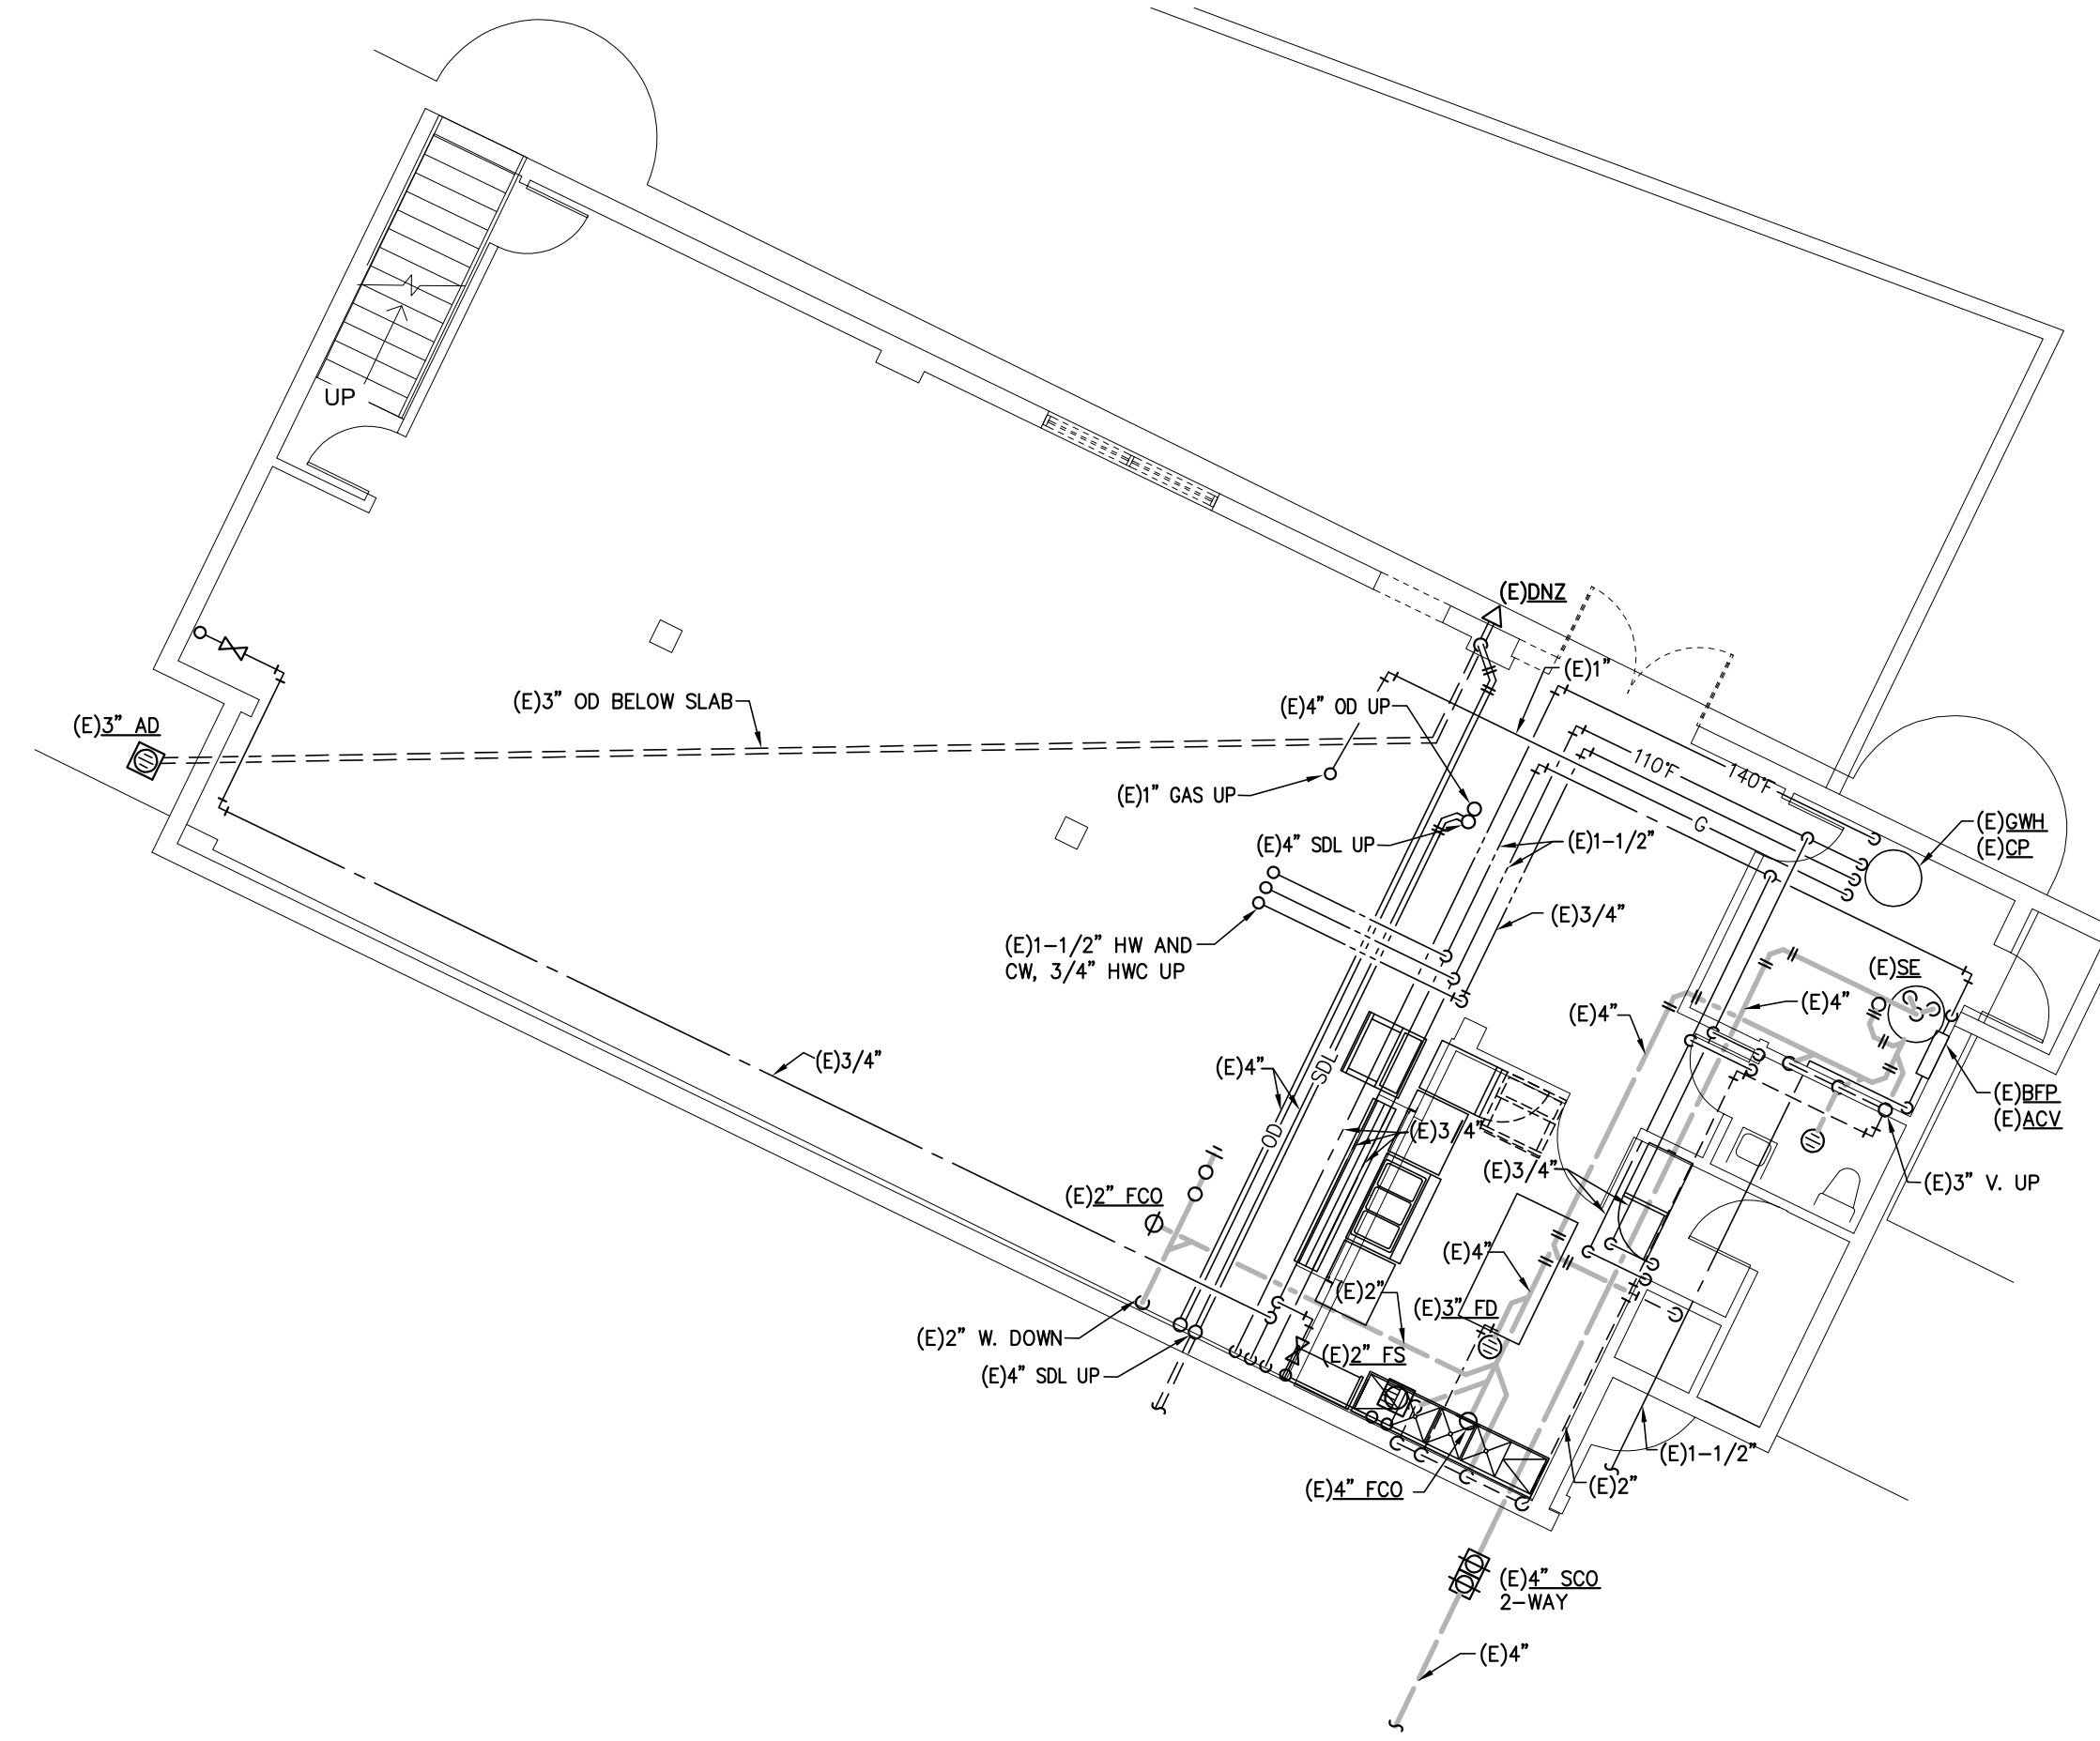 UP
(E)DNZ
(E)1”
(E)3” OD BELOW SLAB
(E)4” OD UP
(E)3” AD
110°F
140°F
(E)1” GAS UP
G
(E)GWH
(E)CP
(E)4” SDL UP
(E)1-1/2”
(E)3/4”
(E)1-1/2” HW AND
CW, 3/4” HWC UP
(E)SE
(E)4”
(E)4”
(E)3/4”
(E)4”
SDL
(E)BFP
(E)ACV
OD
(E)3/4”
(E)3/4”
(E)3” V. UP
(E)2” FCO
(E)4”
(E)2”
(E)3” FD
(E)2” W. DOWN
(E)2” FS
(E)4” SDL UP
(E)1-1/2”
(E)4” FCO
(E)2”
(E)4” SCO
2-WAY
(E)4”